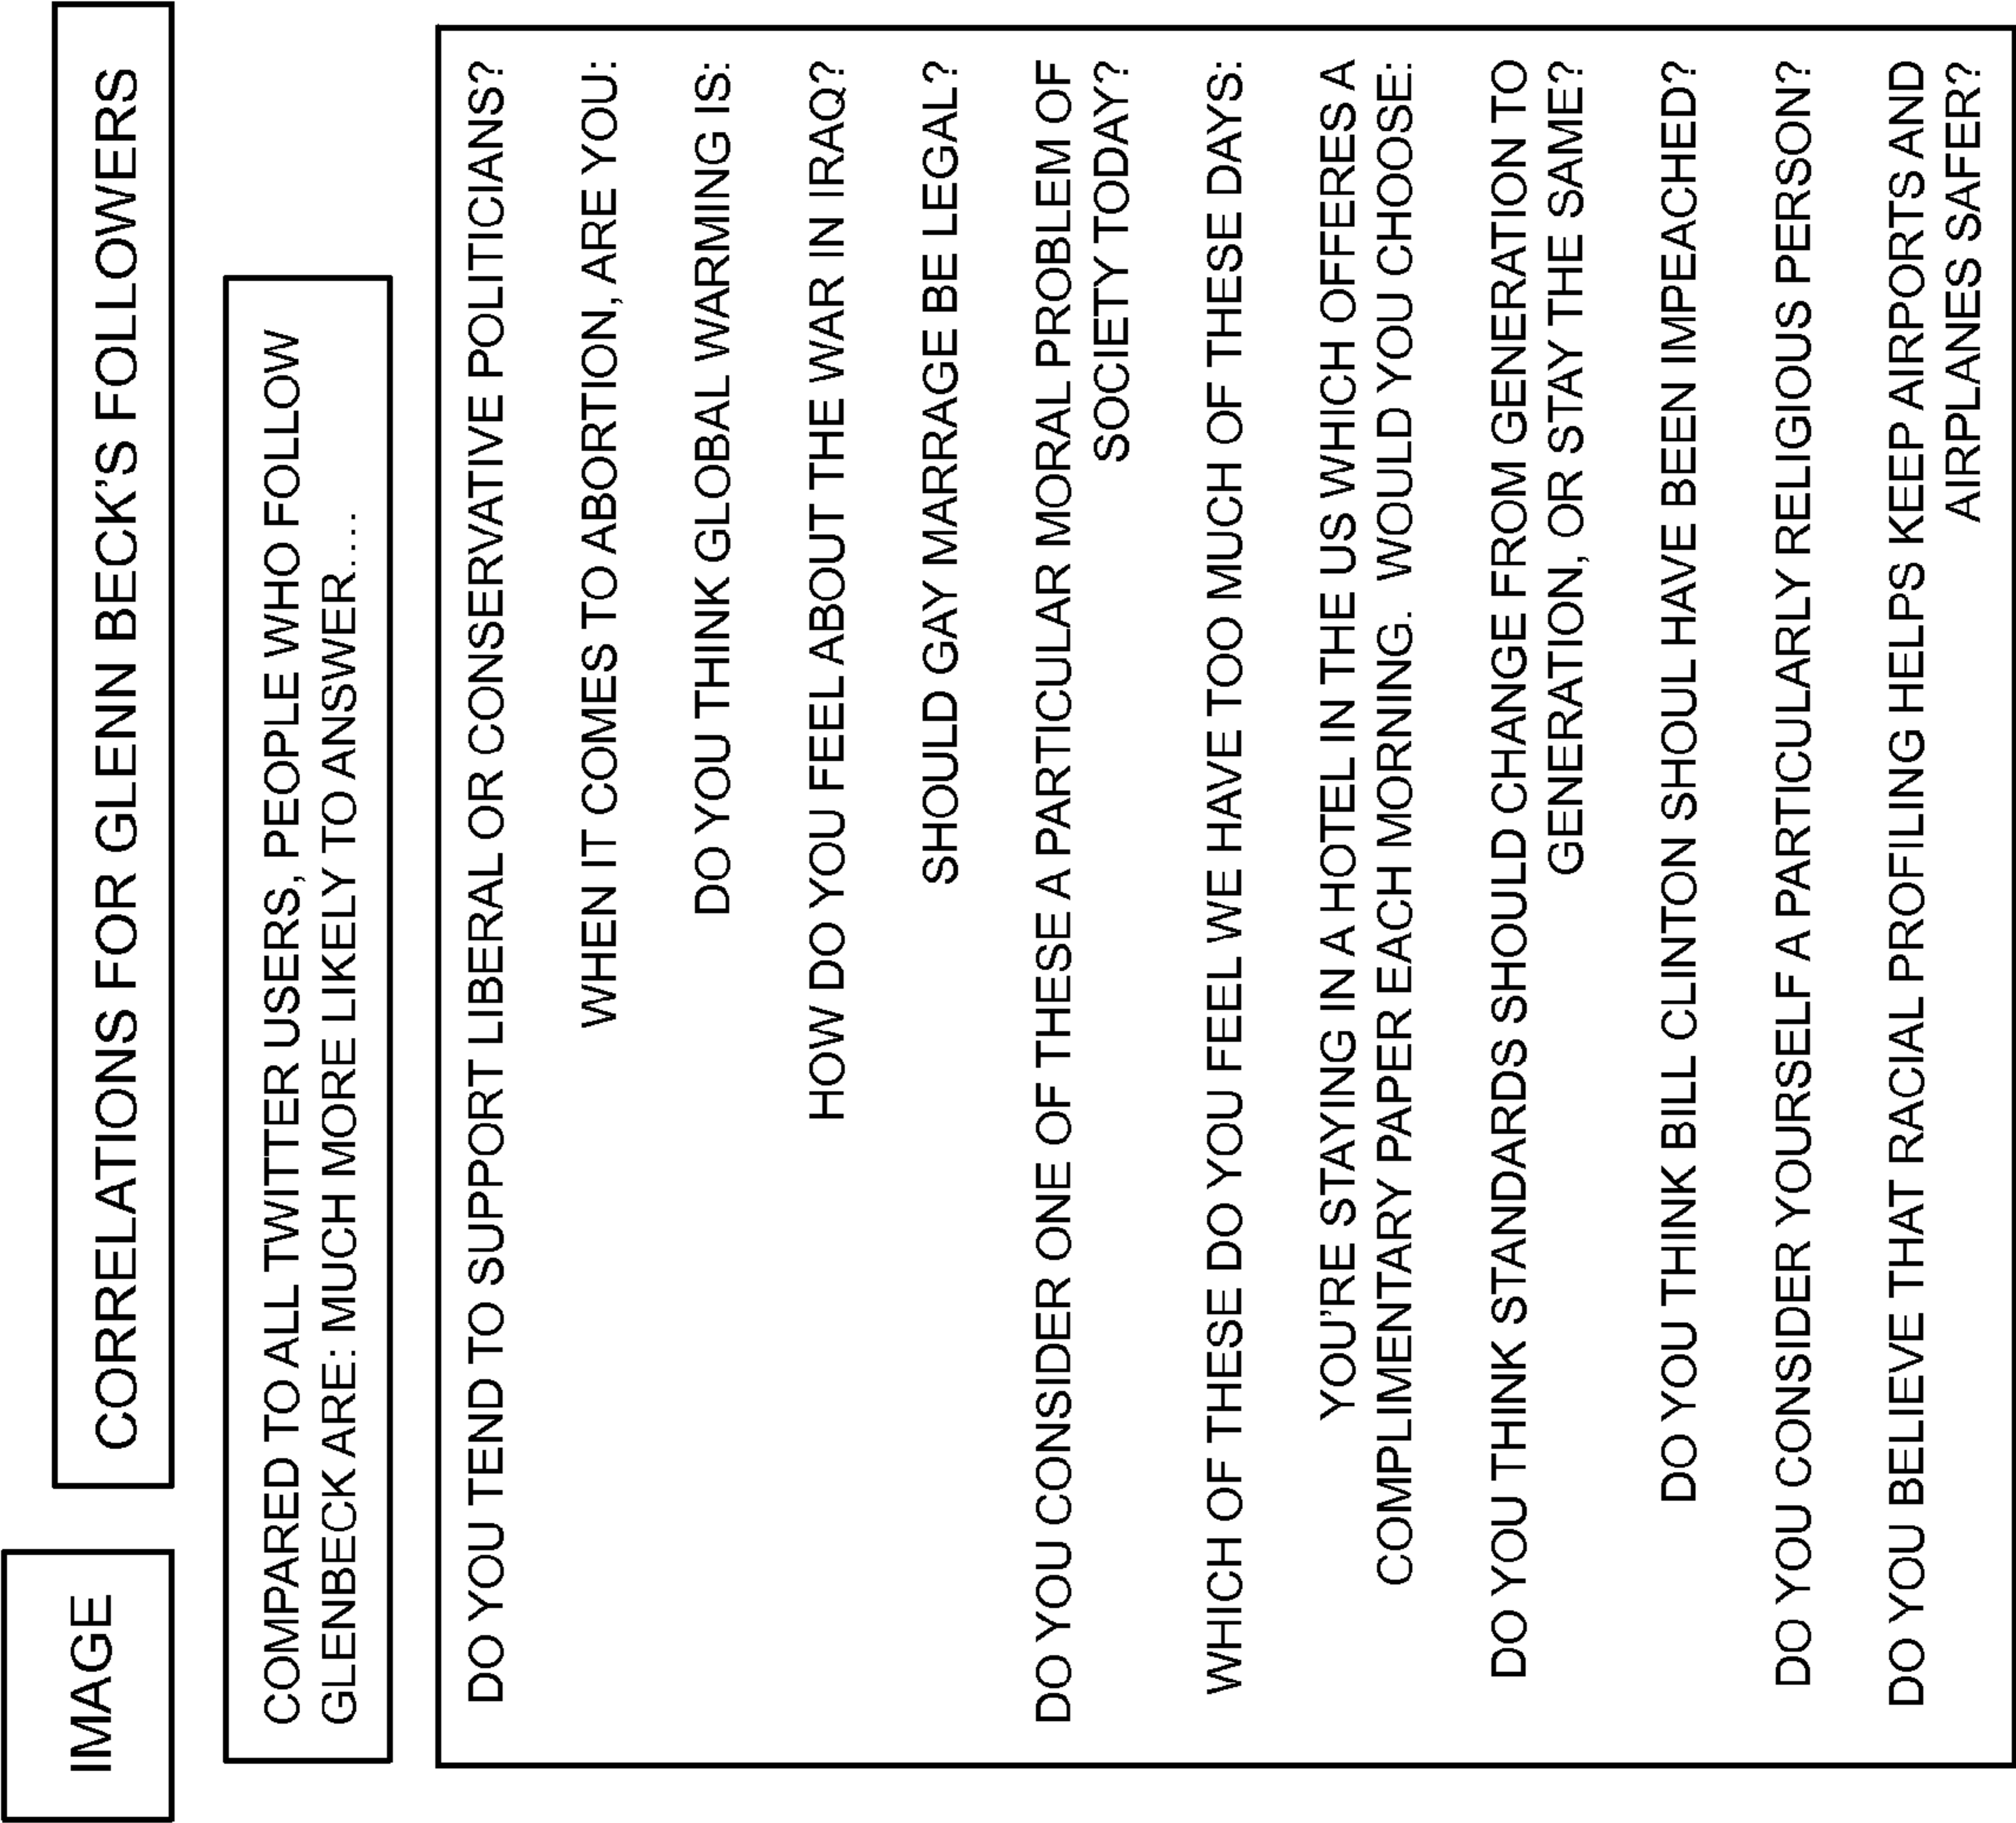 IMAGE
CORRELATIONS FOR GLENN BECK'S FOLLOWERS
COMPARED TO ALL TWITTER USERS, PEOPLE WHO FOLLOW
GLENBECK ARE: MUCH MORE LIKELY TO ANSWER....
DO YOU TEND TO SUPPORT LIBERAL OR CONSERVATIVE POLITICIANS?
WHEN IT COMES TO ABORTION, ARE YOU:
DO YOU THINK GLOBAL WARMING IS:
HOW DO YOU FEEL ABOUT THE WAR IN IRAQ?
SHOULD GAY MARRAGE BE LEGAL?
DO YOU CONSIDER ONE OF THESE A PARTICULAR MORAL PROBLEM OF
SOCIETY TODAY?
WHICH OF THESE DO YOU FEEL WE HAVE TOO MUCH OF THESE DAYS:
YOU'RE STAYING IN A HOTEL IN THE US WHICH OFFERES A
COMPLIMENTARY PAPER EACH MORNING. WOULD YOU CHOOSE:
DO YOU THINK STANDARDS SHOULD CHANGE FROM GENERATION TO
GENERATION, OR STAY THE SAME?
DO YOU THINK BILL CLINTON SHOUL HAVE BEEN IMPEACHED?
DO YOU CONSIDER YOURSELF A PARTICULARLY RELIGIOUS PERSON?
DO YOU BELIEVE THAT RACIAL PROFILING HELPS KEEP AIRPORTS AND
AIRPLANES SAFER?